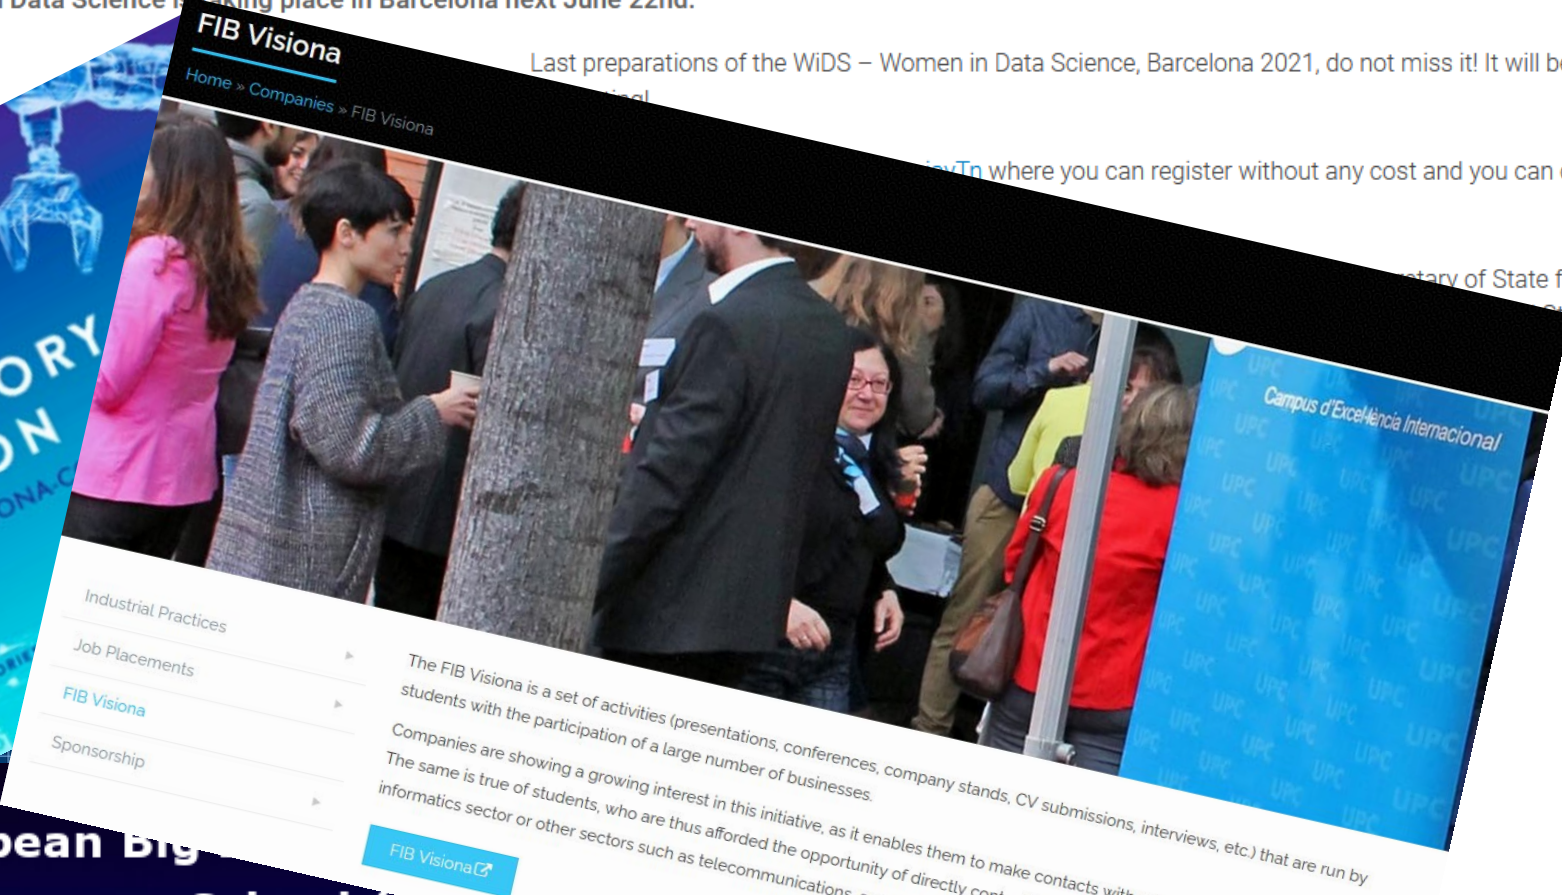 Data Science is taking place in Barcelona next June 22nd.
Last preparations of the WiDS – Women in Data Science, Barcelona 2021, do not miss it! It will
where you can register without any cost and you can
of State
FIB Visiona
Home » Companies » FIB Visiona
Campus d'Excel·lència Internacional
UPC
Industrial Practices
Job Placements
FIB Visiona
Sponsorship
The FIB Visiona is a set of activities (presentations, conferences, company stands, CV submissions, interviews, etc.) that are run by
students with the participation of a large number of businesses.
Companies are showing a growing interest in this initiative, as it enables them to make contacts
The same is true of students, who are thus afforded the opportunity of directly
informatics sector or other sectors such as telecommunications,
FIB Visiona
ORY
ON
Big